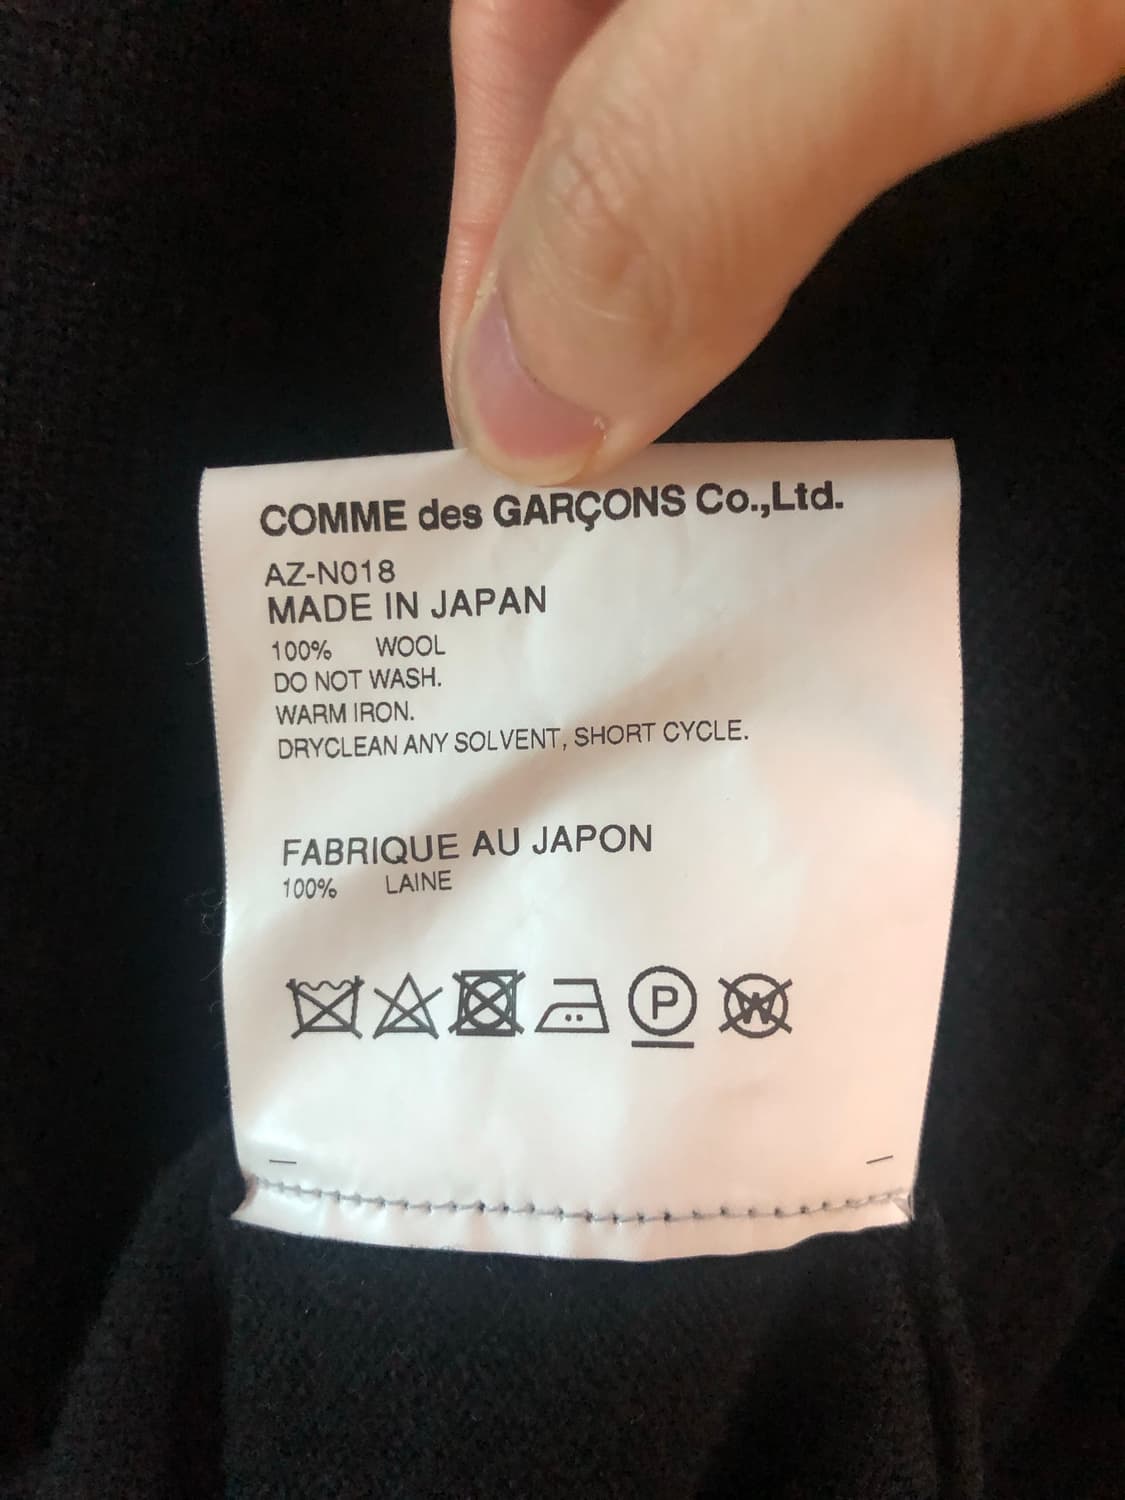 COMME des GARÇONS Co.,Ltd.
AZ-N018
MADE IN JAPAN
100% WOOL
DO NOT WASH.
WARM IRON.
DRYCLEAN ANY SOLVENT, SHORT CYCLE.
FABRIQUE AU JAPON
100% LAINE
P W